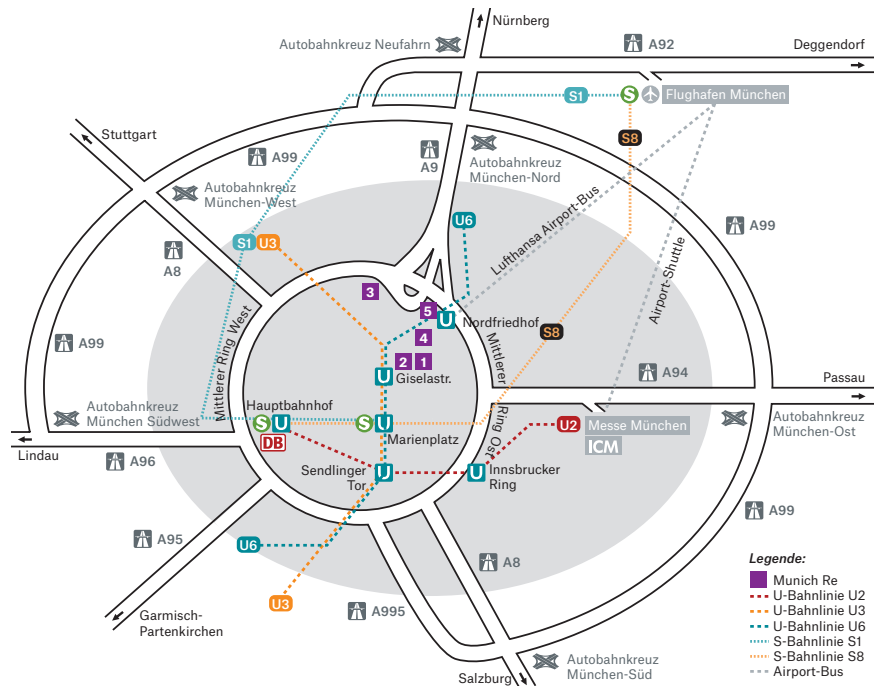 Nürnberg
Autobahnkreuz Neufahrn
A92
Deggendorf
S1
S
Flughafen München
Stuttgart
A99
A9
S8
Autobahnkreuz
München-Nord
Autobahnkreuz
München-West
U6
Lufthansa Airport-Bus
A99
S1
U3
A8
Airport-Shuttle
3
5
U
Nordfriedhof
S8
4
Mittlerer Ring West
Mittlerer
Ring Ost
A99
2
1
U
Giselastr.
A94
Passau
Autobahnkreuz
München Südwest
Hauptbahnhof
S
U
DB
S
U
Marienplatz
U2
Messe München
ICM
Autobahnkreuz
München-Ost
Lindau
A96
Sendlinger
Tor
U
U
Innsbrucker
Ring
A99
A95
U6
A8
U3
A995
Garmisch-
Partenkirchen
Salzburg
Autobahnkreuz
München-Süd
Legende:
Munich Re
U-Bahnlinie U2
U-Bahnlinie U3
U-Bahnlinie U6
S-Bahnlinie S1
S-Bahnlinie S8
Airport-Bus